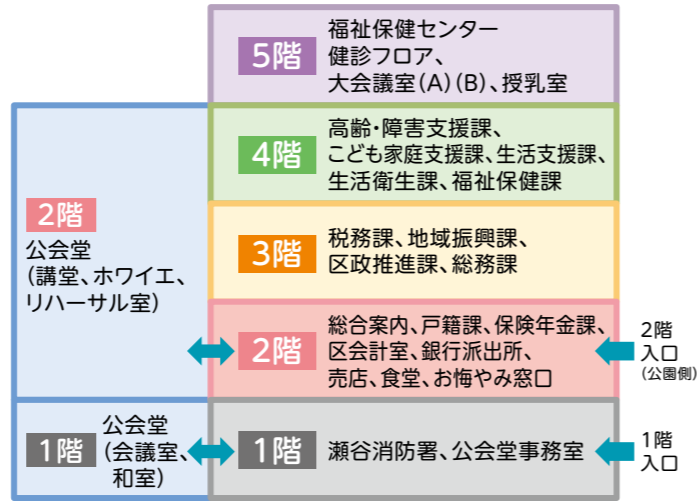 5階
福祉保健センター
健診フロア、
大会議室(A)(B)、授乳室
4階
高齢・障害支援課、
こども家庭支援課、生活支援課、
生活衛生課、福祉保健課
3階
税務課、地域振興課、
区政推進課、総務課
2階
公会堂
(講堂、ホワイエ、
リハーサル室)
2階
総合案内、戸籍課、保険年金課、
区会計室、銀行派出所、
売店、食堂、お悔やみ窓口
2階
入口
(公園側)
1階
公会堂
(会議室、
和室)
1階
瀬谷消防署、公会堂事務室
1階
入口